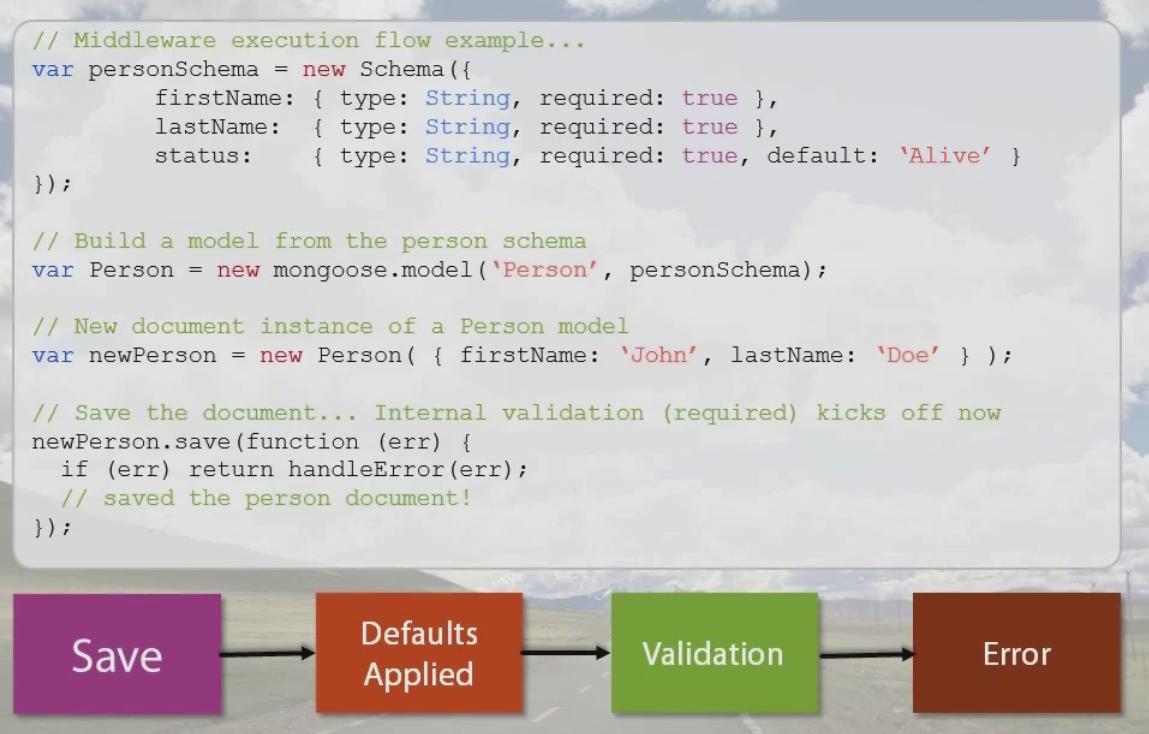 // Middleware execution flow example...
var personSchema = new Schema({
        firstName: { type: String, required: true },
        lastName:  { type: String, required: true },
        status:    { type: String, required: true, default: ‘Alive’ }
});
// Build a model from the person schema
var Person = new mongoose.model(‘Person’, personSchema);
// New document instance of a Person model
var newPerson = new Person( { firstName: ‘John’, lastName: ‘Doe’ } );
// Save the document... Internal validation (required) kicks off now
newPerson.save(function (err) {
  if (err) return handleError(err);
  // saved the person document!
});
Save
Defaults
Applied
Validation
Error